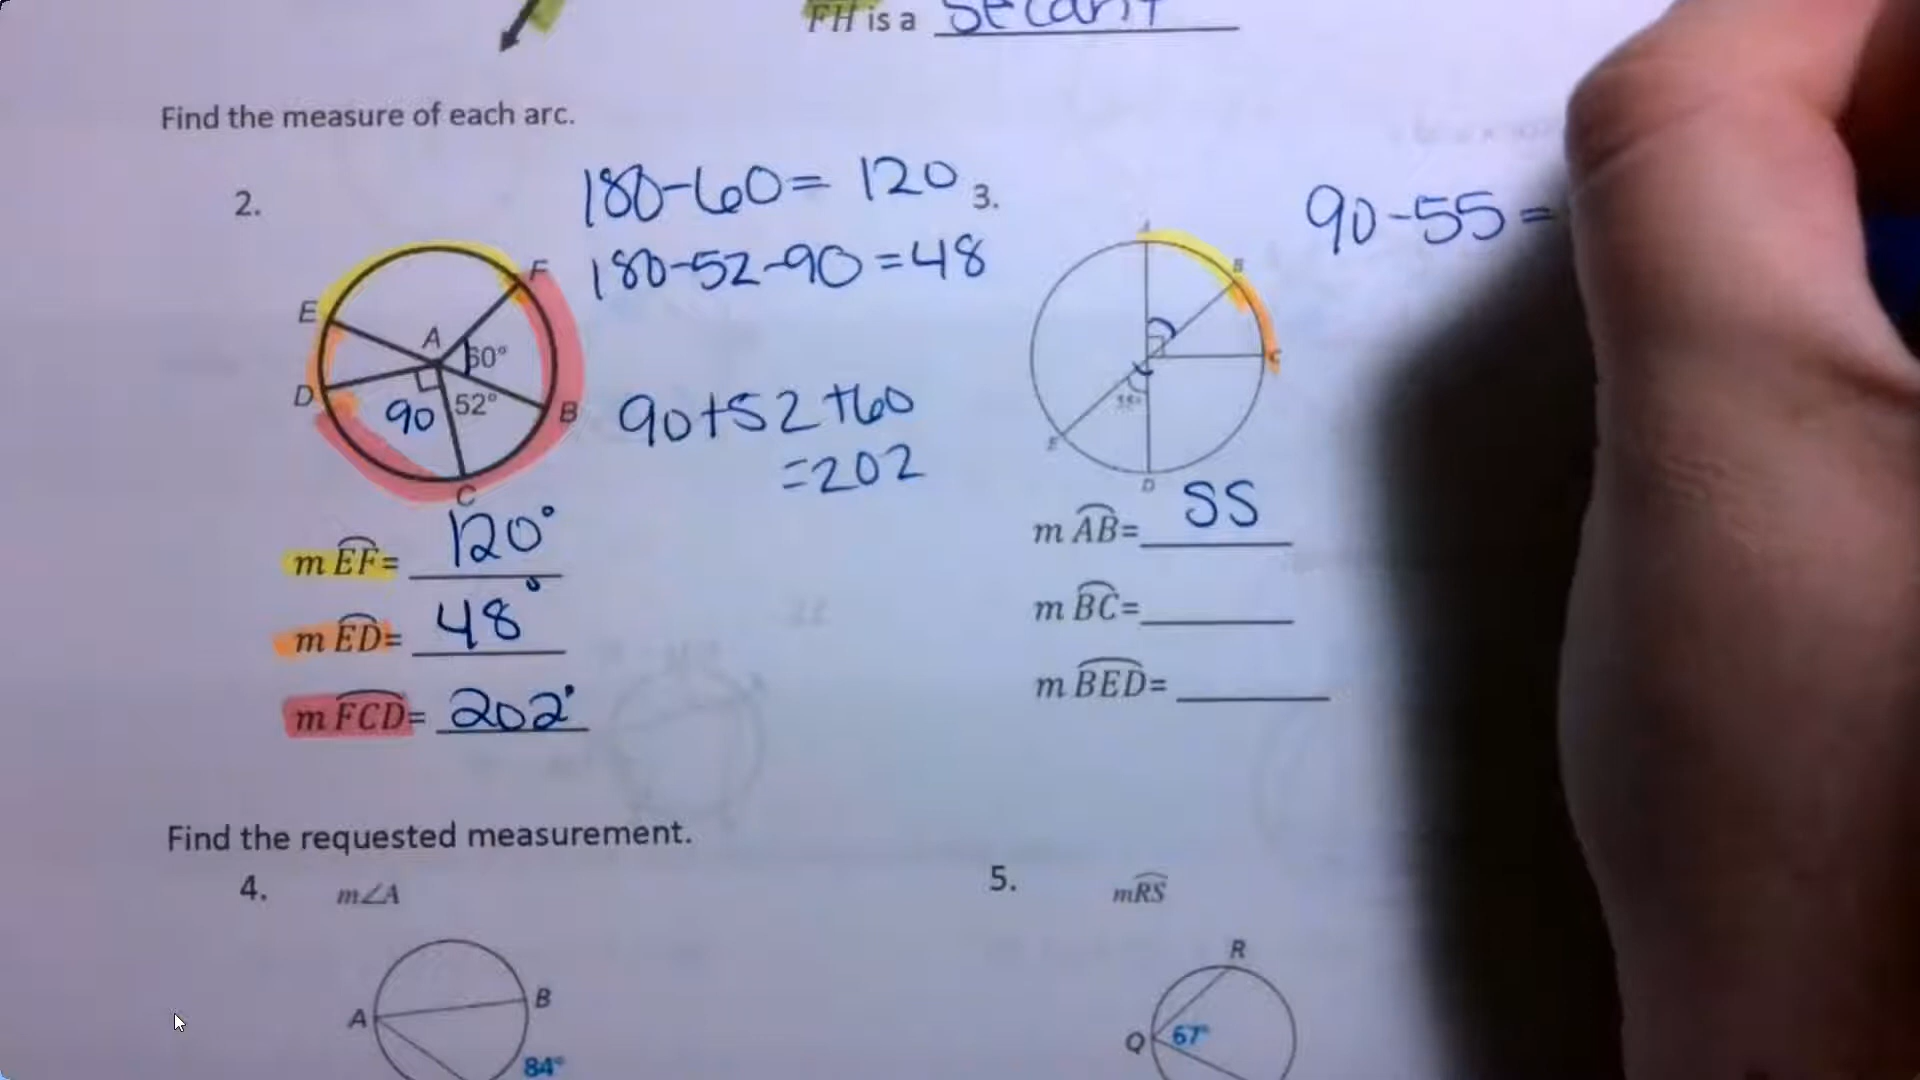 FH is a secant
Find the measure of each arc.
2.
180-60= 120
180-52-90=48
E
F
A
60°
D
90
52°
B
C
90+52+60
=202
m EF= 120°
m ED= 48°
m FCD= 202°
3.
90-55=
A
B
C
55°
E
D
m AB= 55
m BC=
m BED=
Find the requested measurement.
4. m∠A
A
B
84°
5. mRS
R
Q
67°